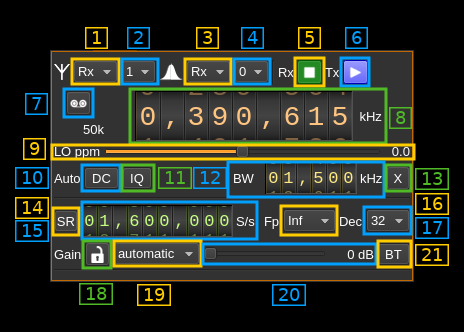 1 2 3 4 5 6
Rx 1 Rx 0 Rx Tx
7 50k 0,390,615 kHz 8
9 LO ppm 0.0
10 Auto DC IQ 11 12 BW 01,500 kHz X 13
14 16
15 SR 01,600,000 S/s Fp Inf Dec 32 17
Gain automatic 0 dB BT 21
18 19 20